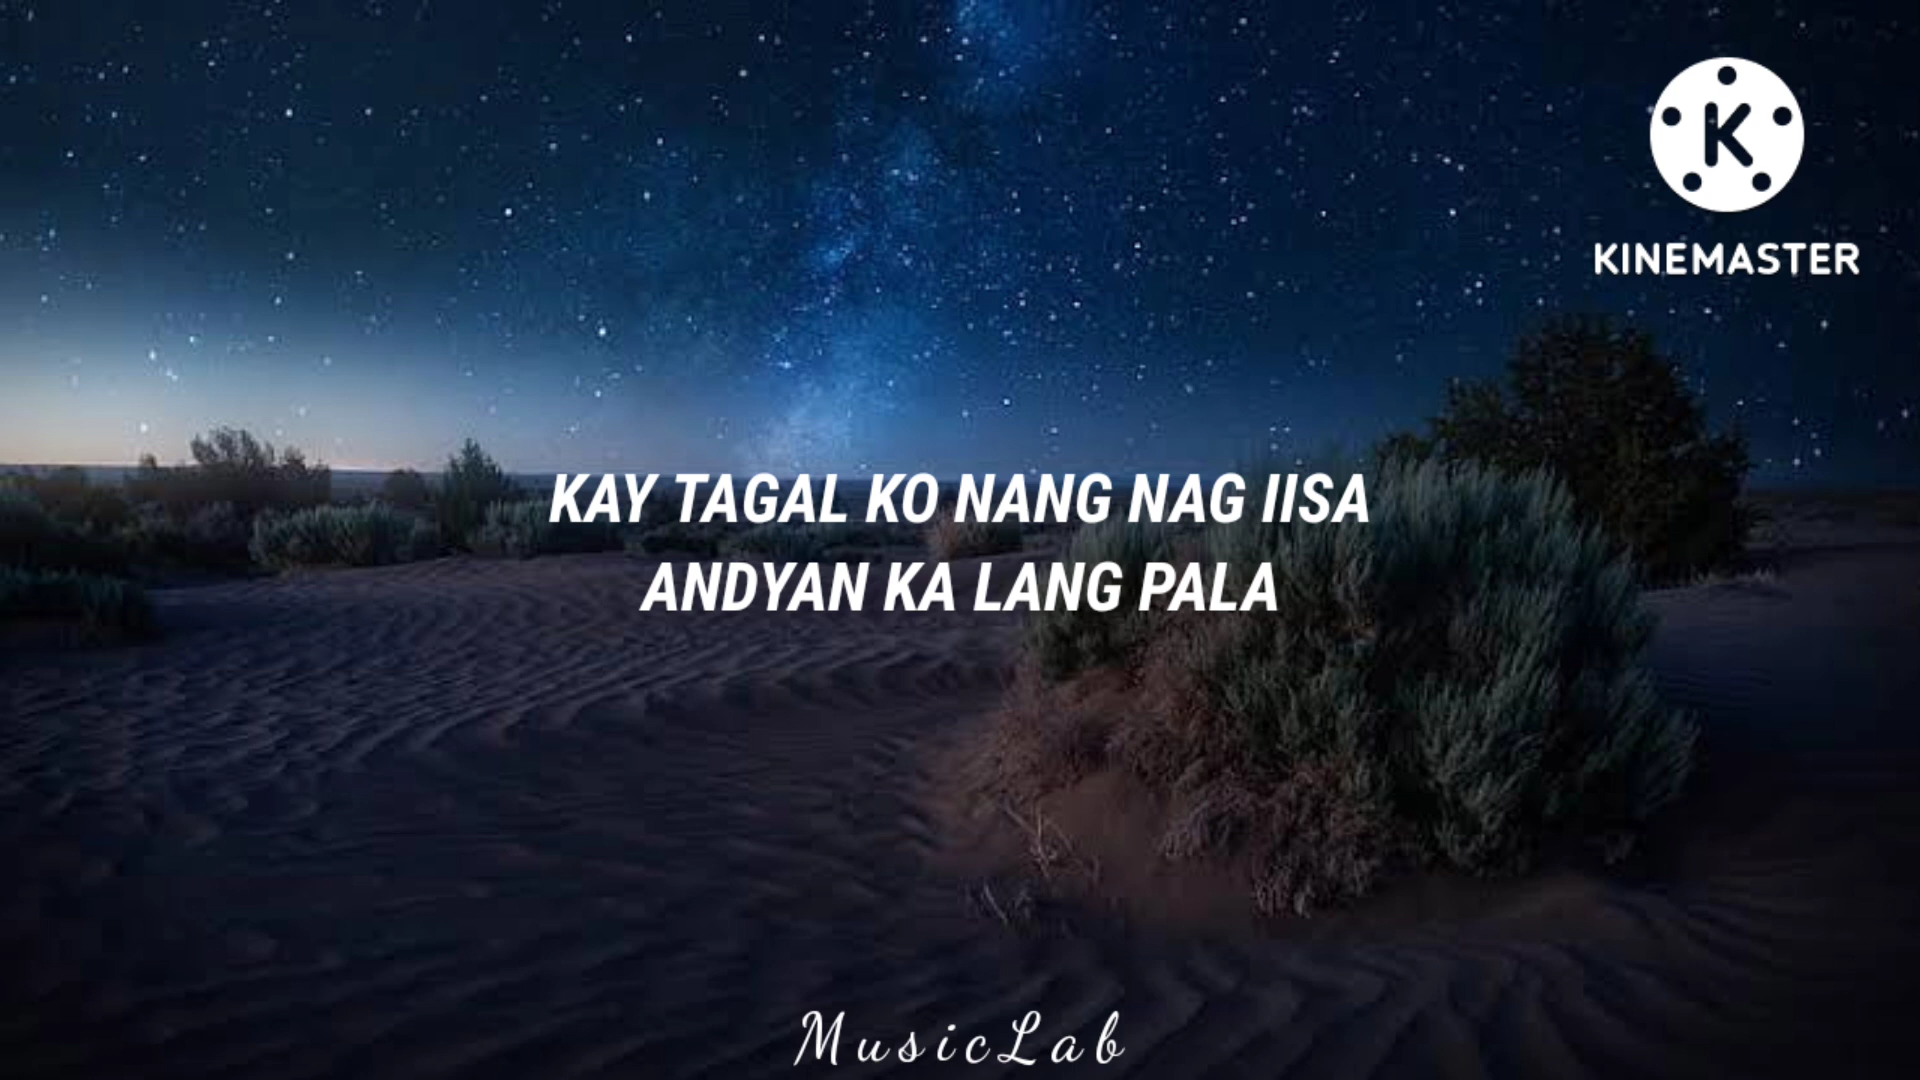 K
KINEMASTER
KAY TAGAL KO NANG NAG IISA
ANDYAN KA LANG PALA
MusicLab